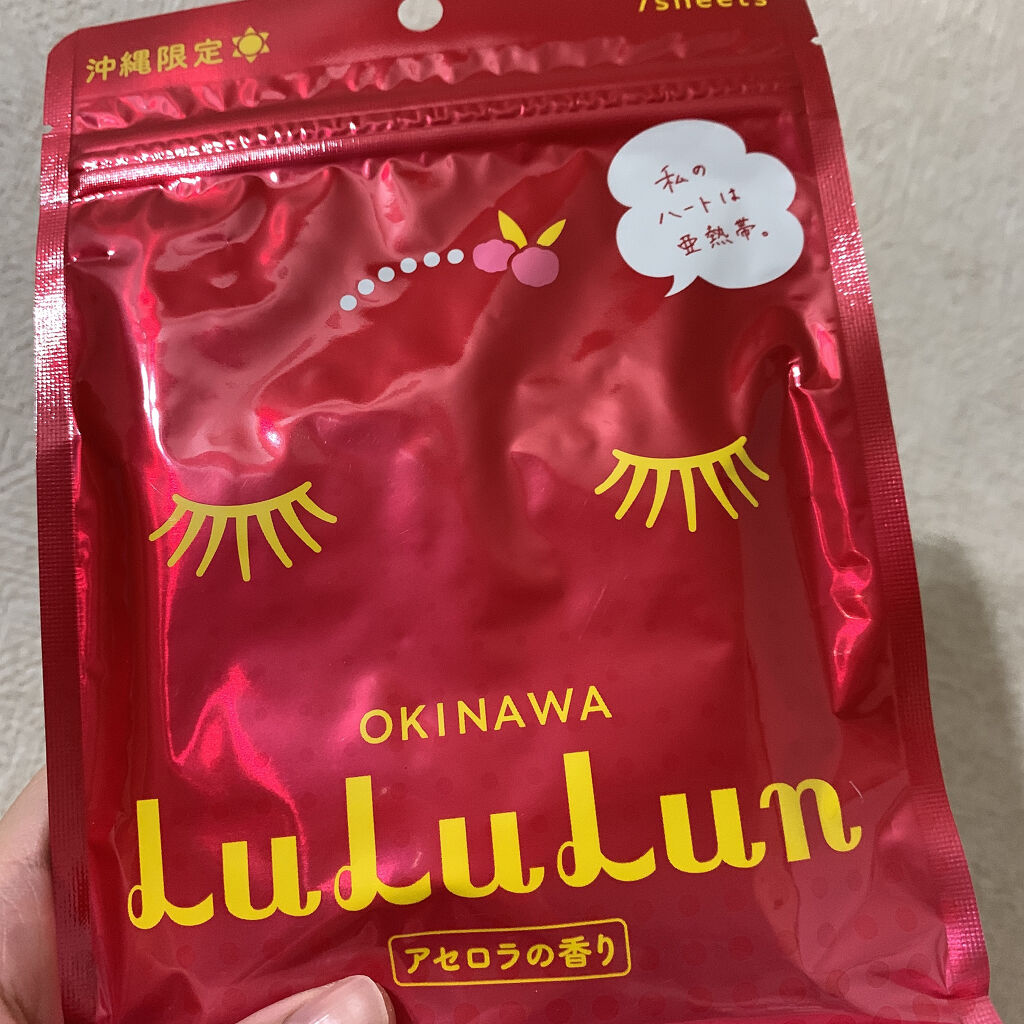 7sheets
沖縄限定
私の
ハートは
亜熱帯。
OKINAWA
LuLuLun
アセロラの香り